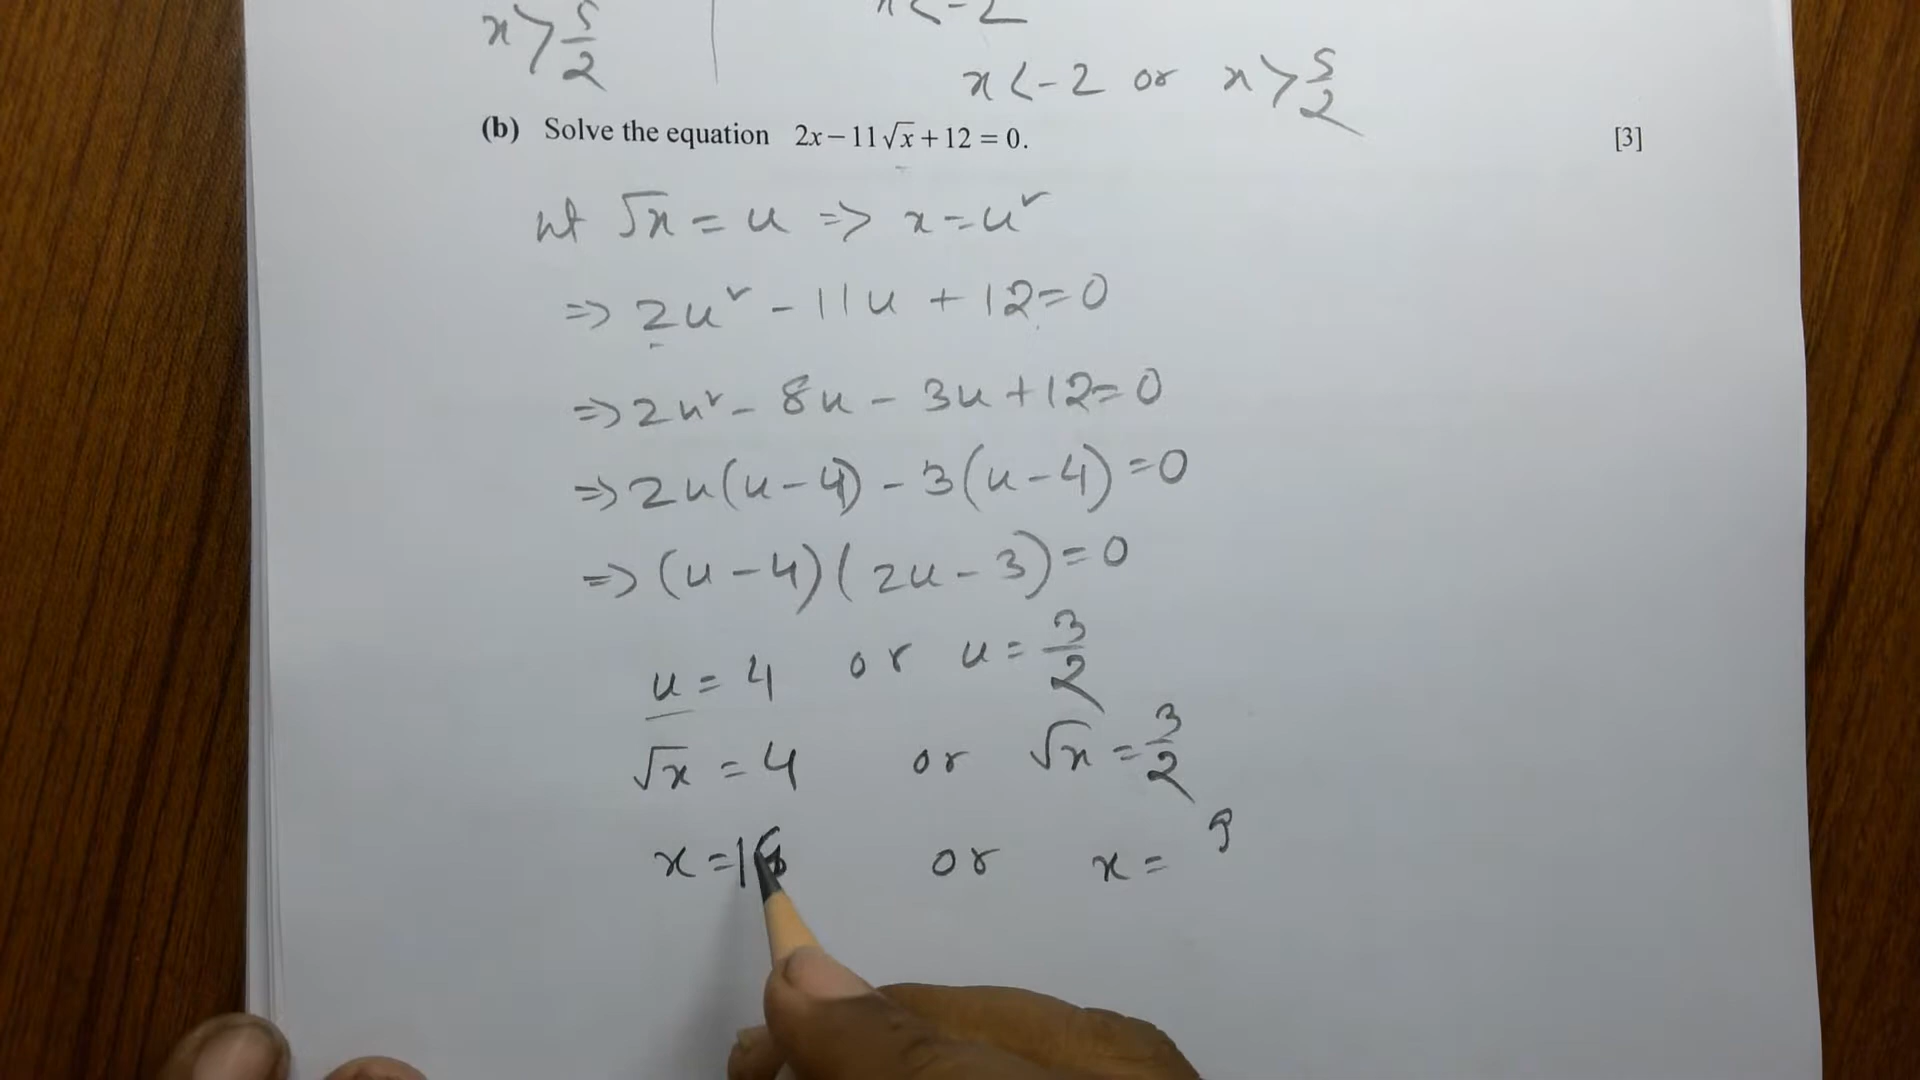 x > 5/2
x < -2
x < -2 or x > 5/2
(b) Solve the equation 2x − 11√x + 12 = 0. [3]
let √x = u => x = u²
=> 2u² - 11u + 12 = 0
=> 2u² - 8u - 3u + 12 = 0
=> 2u(u - 4) - 3(u - 4) = 0
=> (u - 4)(2u - 3) = 0
u = 4 or u = 3/2
√x = 4 or √x = 3/2
x = 16 or x = 9